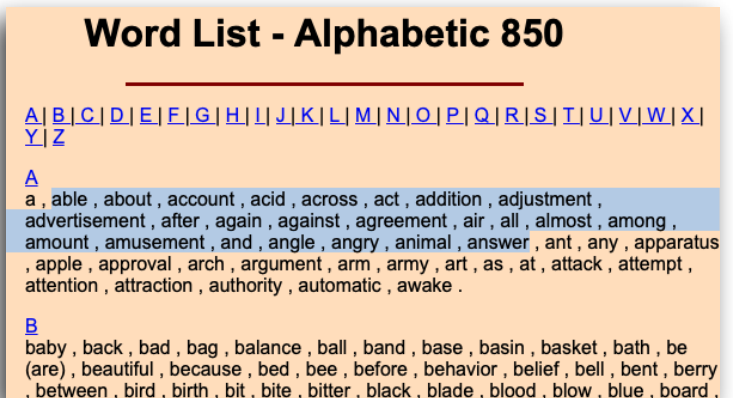 Word List - Alphabetic 850
A | B | C | D | E | F | G | H | I | J | K | L | M | N | O | P | Q | R | S | T | U | V | W | X |
Y | Z
A
a , able , about , account , acid , across , act , addition , adjustment ,
advertisement , after , again , against , agreement , air , all , almost , among ,
amount , amusement , and , angle , angry , animal , answer , ant , any , apparatus
, apple , approval , arch , argument , arm , army , art , as , at , attack , attempt ,
attention , attraction , authority , automatic , awake .
B
baby , back , bad , bag , balance , ball , band , base , basin , basket , bath , be
(are) , beautiful , because , bed , bee , before , behavior , belief , bell , bent , berry
, between , bird , birth , bit , bite , bitter , black , blade , blood , blow , blue , board ,